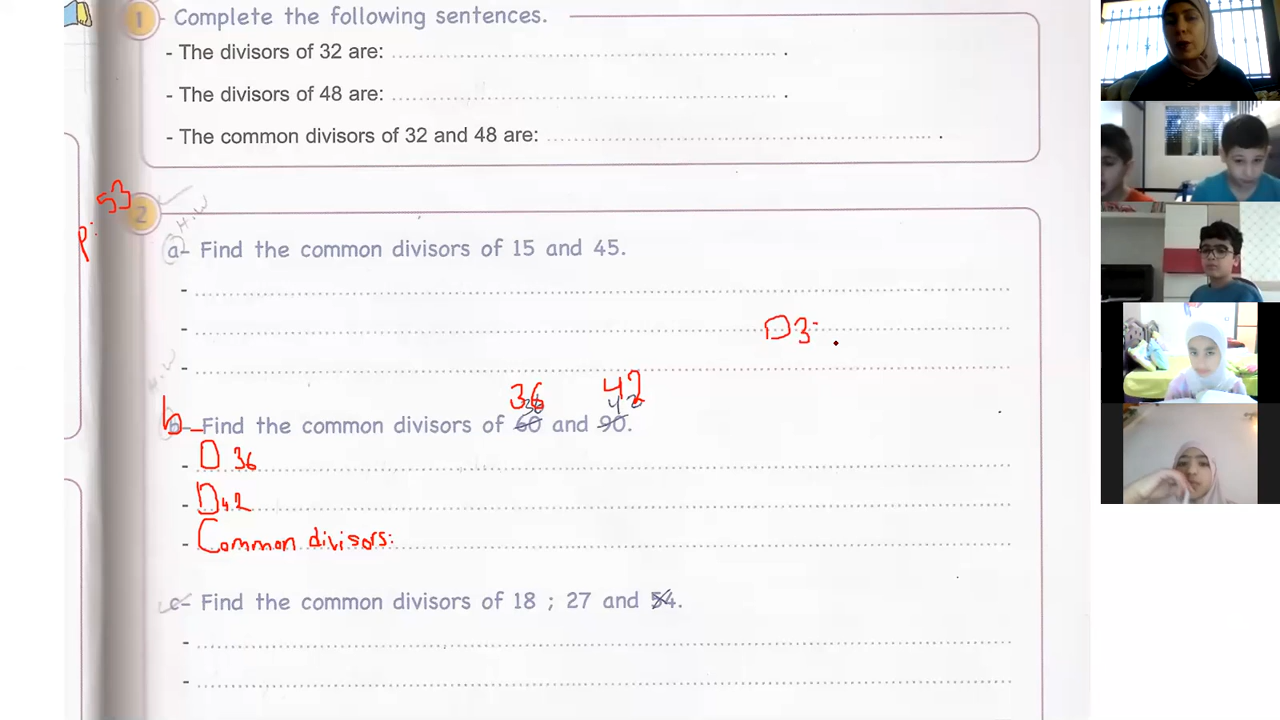 1 Complete the following sentences.
- The divisors of 32 are: .
- The divisors of 48 are: .
- The common divisors of 32 and 48 are: .
p: 53
2
H.W
a- Find the common divisors of 15 and 45.
-
-
D3
-
H.W
36 42
36 42
b- Find the common divisors of 60 and 90.
- D 36
- D42
- Common divisors:
c- Find the common divisors of 18 ; 27 and 54.
-
-